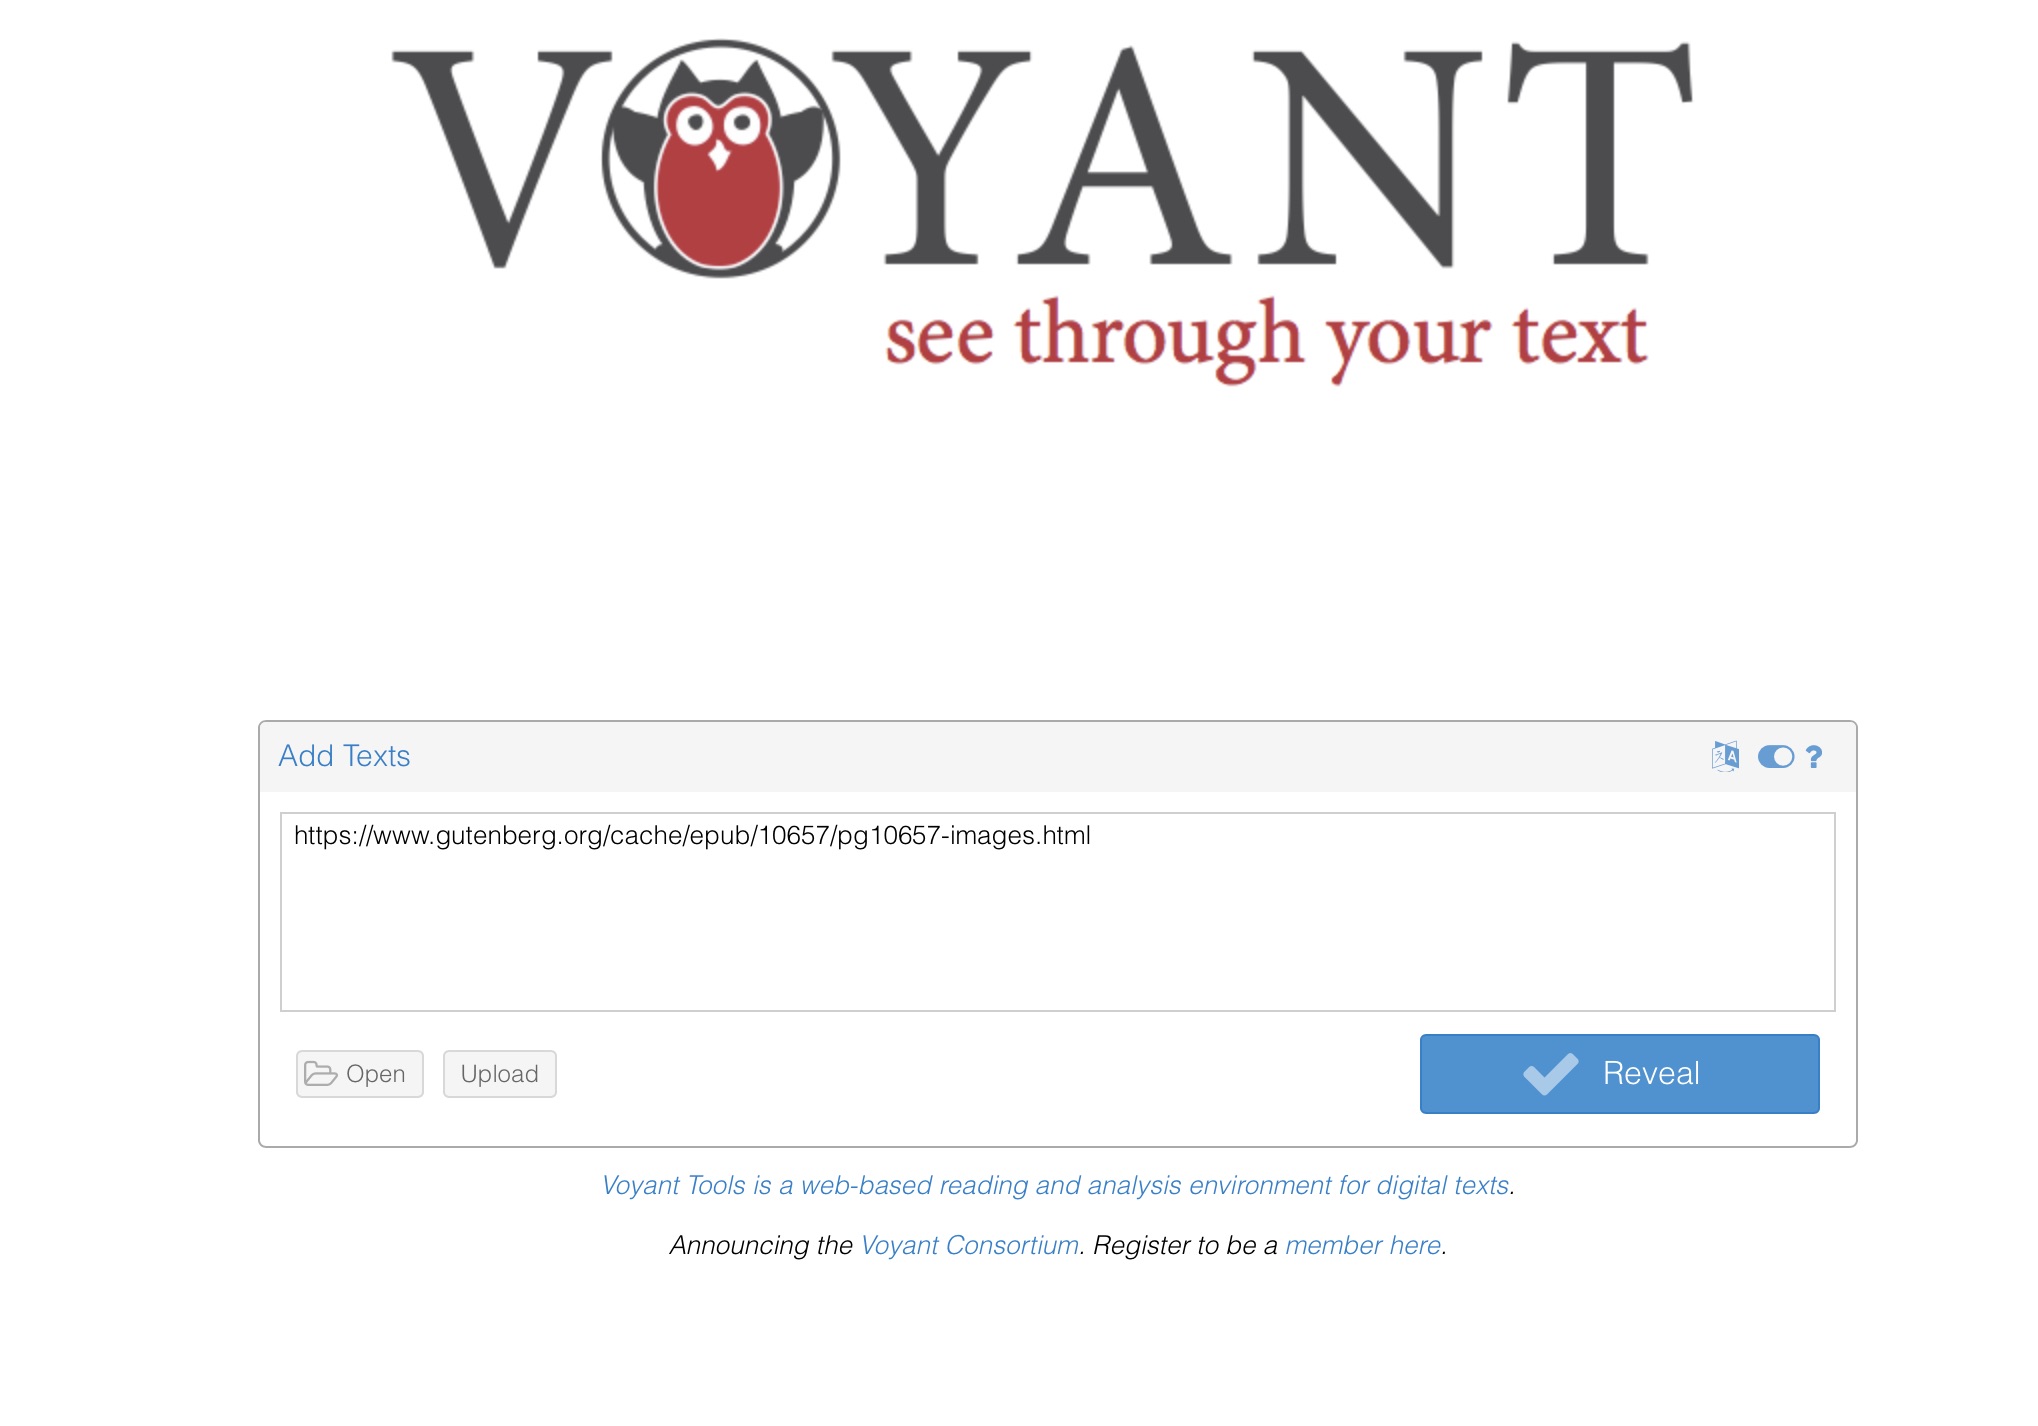 VOYANT
see through your text
Add Texts
?
https://www.gutenberg.org/cache/epub/10657/pg10657-images.html
Open
Upload
Reveal
Voyant Tools is a web-based reading and analysis environment for digital texts.
Announcing the Voyant Consortium. Register to be a member here.